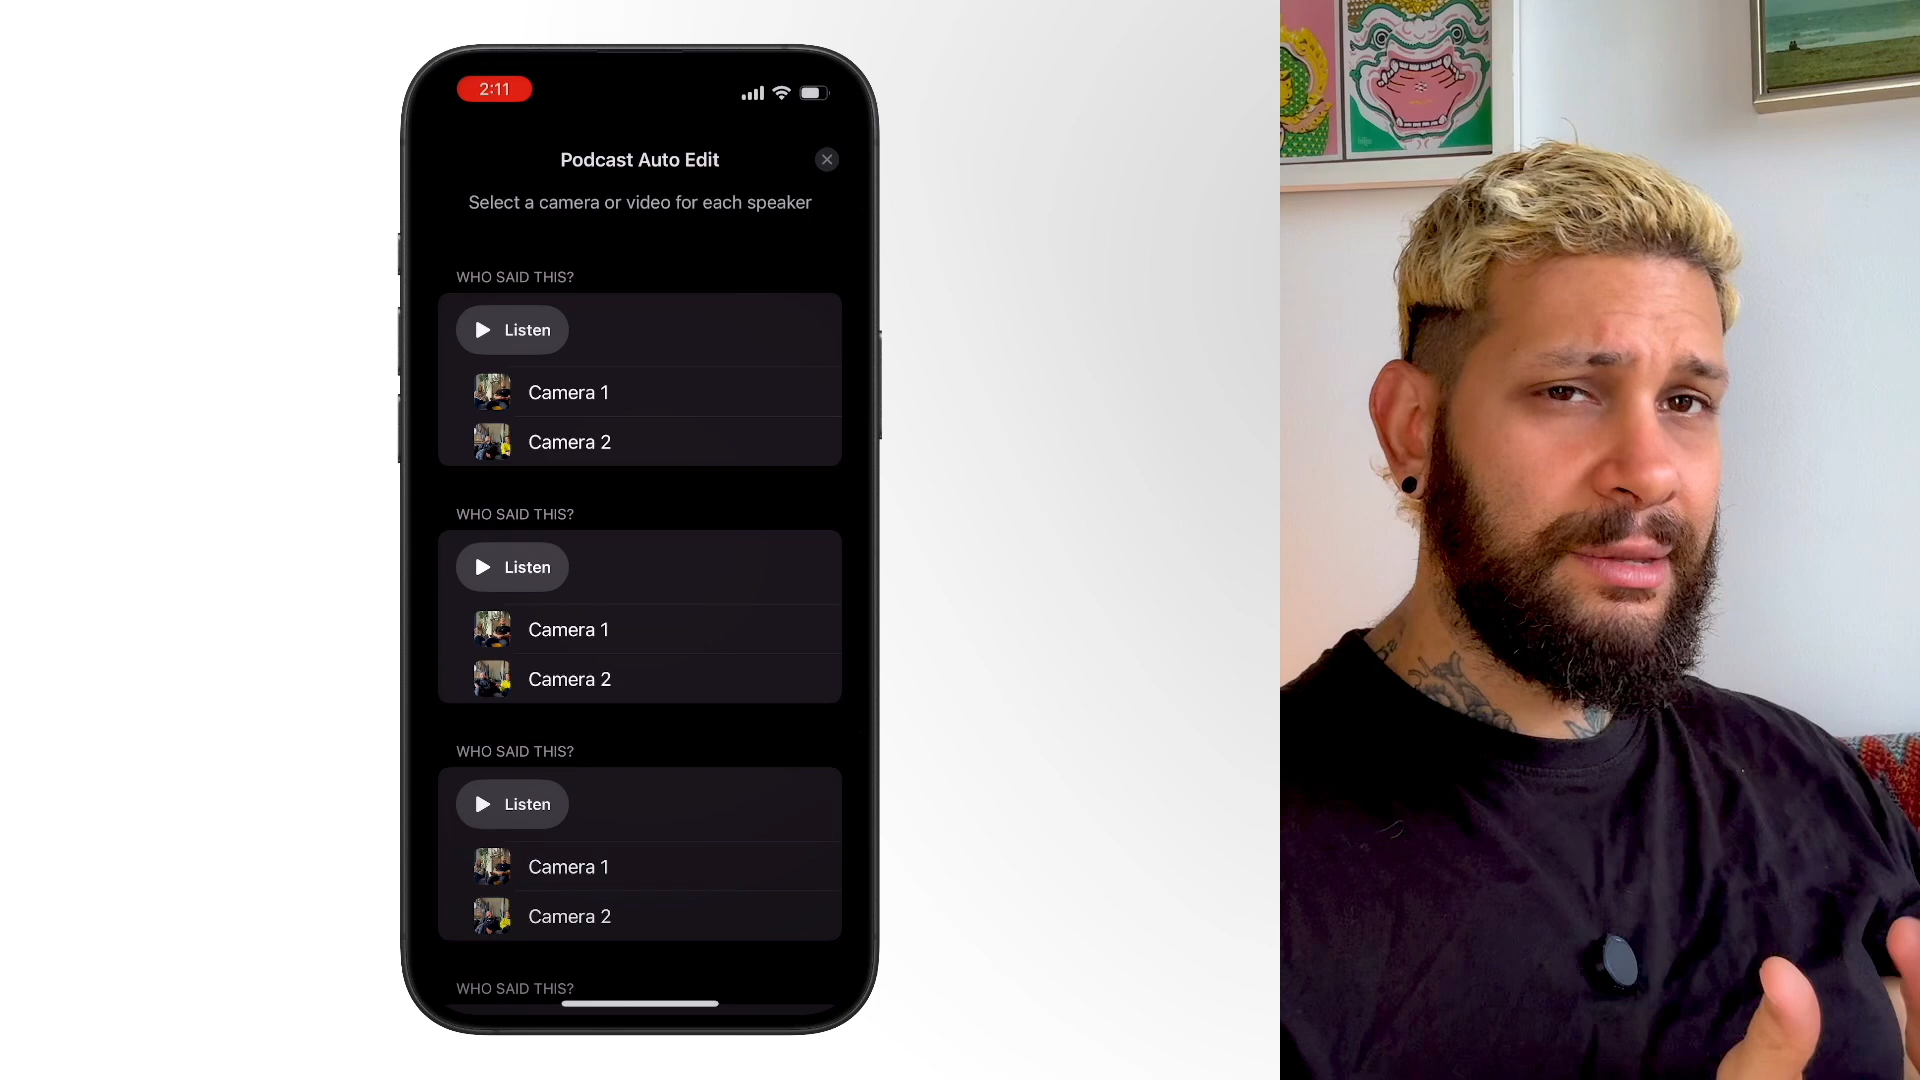 2:11
Podcast Auto Edit
Select a camera or video for each speaker
WHO SAID THIS?
Listen
Camera 1
Camera 2
WHO SAID THIS?
Listen
Camera 1
Camera 2
WHO SAID THIS?
Listen
Camera 1
Camera 2
WHO SAID THIS?